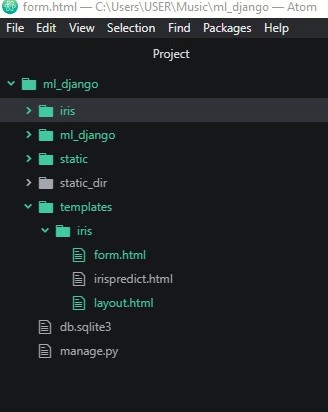 form.html — C:\Users\USER\Music\ml_django — Atom
File Edit View Selection Find Packages Help
Project
ml_django
iris
ml_django
static
static_dir
templates
iris
form.html
irispredict.html
layout.html
db.sqlite3
manage.py